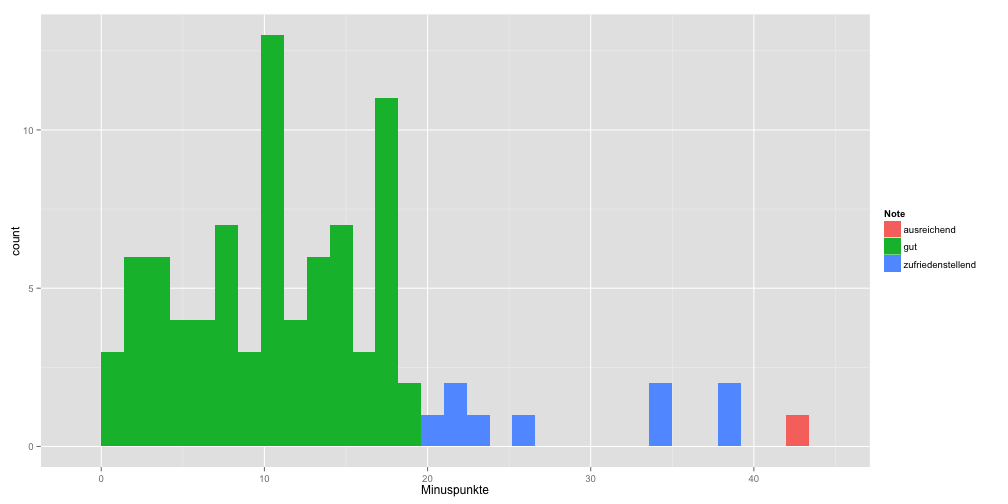 10
5
0
count
0
10
20
30
40
Minuspunkte
Note
ausreichend
gut
zufriedenstellend